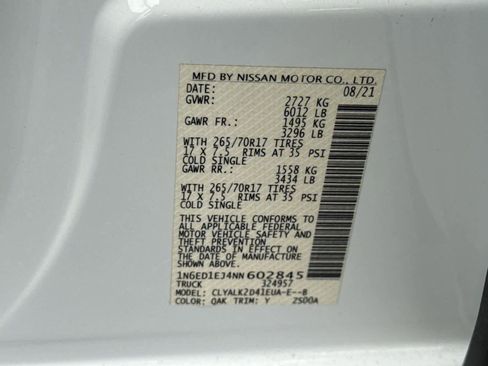 MFD BY NISSAN MOTOR CO., LTD.
DATE: 08/21
GVWR: 2727 KG
6012 LB
GAWR FR.: 1495 KG
3296 LB
WITH 265/70R17 TIRES
17 X 7.5 RIMS AT 35 PSI
COLD SINGLE
GAWR RR.: 1558 KG
3434 LB
WITH 265/70R17 TIRES
17 X 7.5 RIMS AT 35 PSI
COLD SINGLE
THIS VEHICLE CONFORMS TO
ALL APPLICABLE FEDERAL
MOTOR VEHICLE SAFETY AND
THEFT PREVENTION
STANDARDS IN EFFECT ON
THE DATE OF MANUFACTURE
SHOWN ABOVE.
1N6ED1EJ4NN602845
TRUCK 324957
MODEL: CLYALK2D41EUA-E--B
COLOR: QAK TRIM: Y 2500A